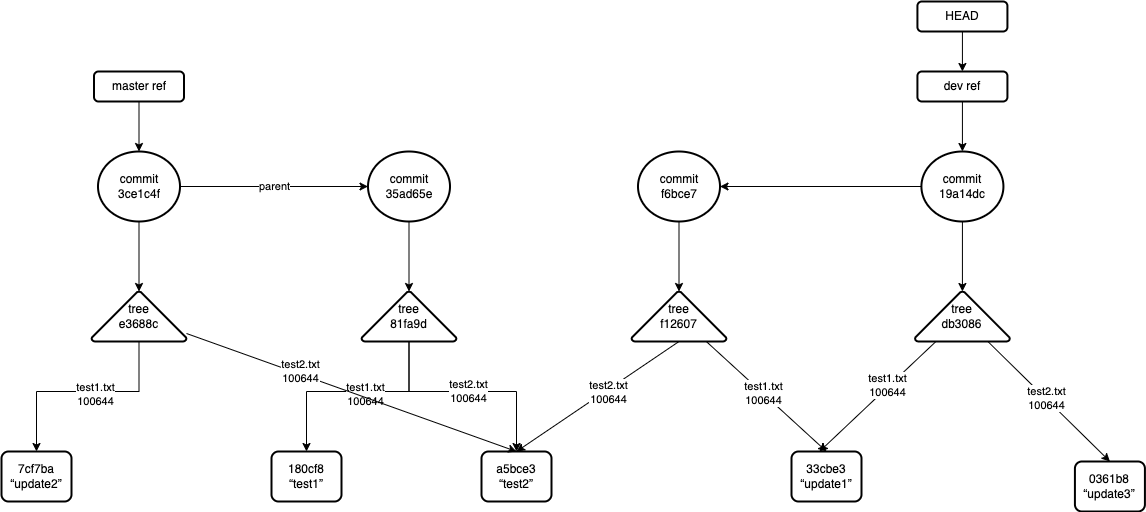 HEAD
master ref
dev ref
commit
3ce1c4f
parent
commit
35ad65e
commit
f6bce7
commit
19a14dc
tree
e3688c
tree
81fa9d
tree
f12607
tree
db3086
test1.txt
100644
test2.txt
100644
test1.txt
100644
test2.txt
100644
test2.txt
100644
test1.txt
100644
test1.txt
100644
test2.txt
100644
7cf7ba
“update2”
180cf8
“test1”
a5bce3
“test2”
33cbe3
“update1”
0361b8
“update3”